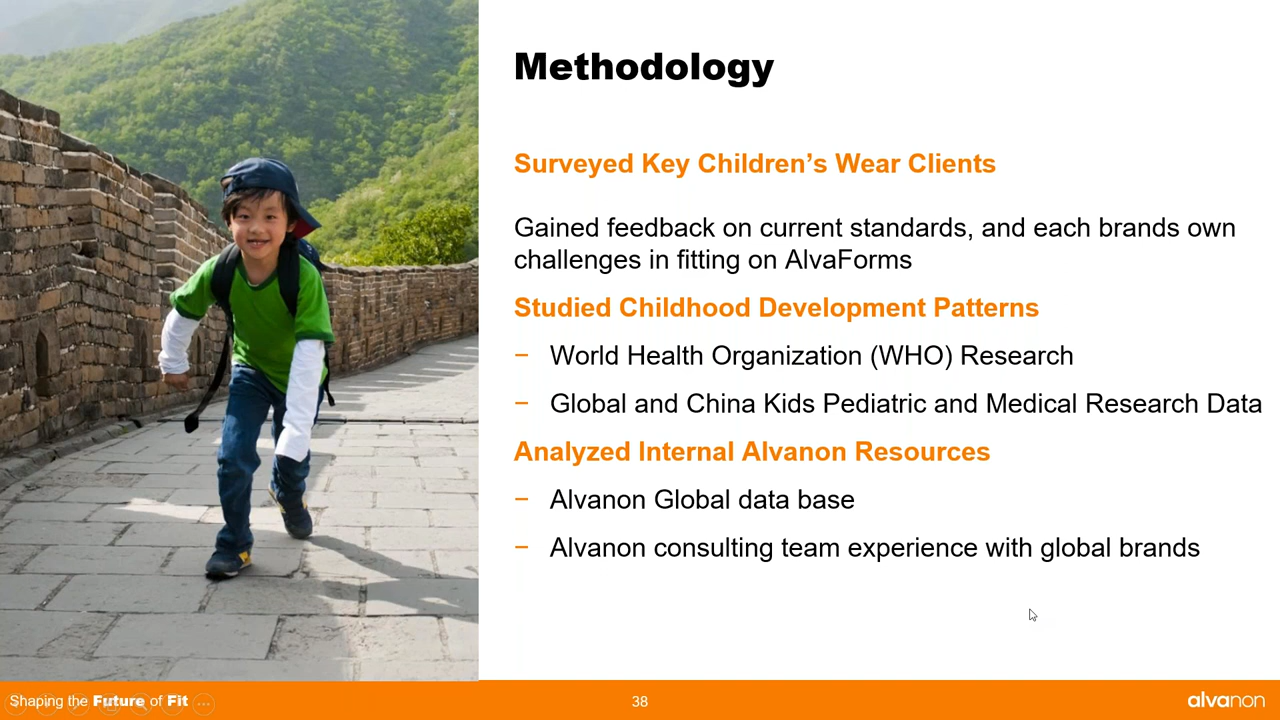 Methodology
Surveyed Key Children’s Wear Clients
Gained feedback on current standards, and each brands own
challenges in fitting on AlvaForms
Studied Childhood Development Patterns
− World Health Organization (WHO) Research
− Global and China Kids Pediatric and Medical Research Data
Analyzed Internal Alvanon Resources
− Alvanon Global data base
− Alvanon consulting team experience with global brands
Shaping the Future of Fit
38
alvanon